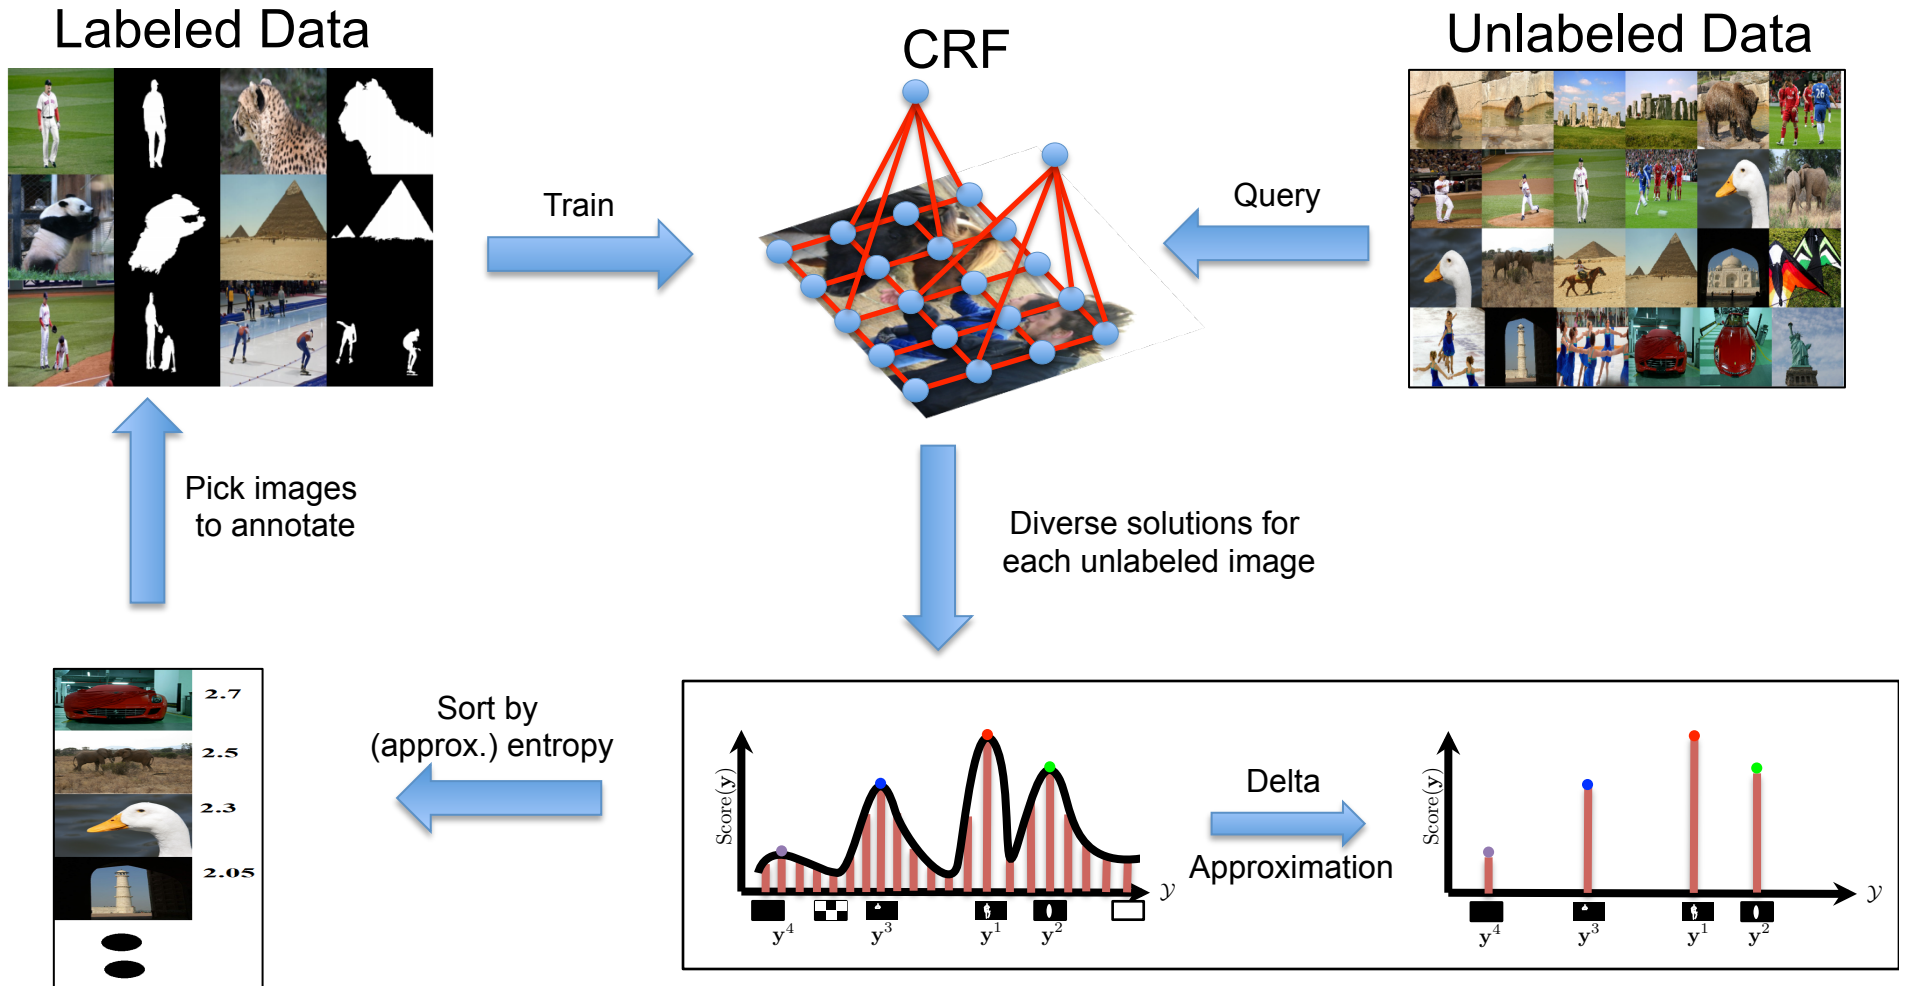 Labeled Data
CRF
Unlabeled Data
26
Train
Query
Pick images
to annotate
Diverse solutions for
each unlabeled image
2.7
2.5
2.3
2.05
Sort by
(approx.) entropy
Score(y)
y⁴
y³
y¹
y²
𝒴
Delta
Approximation
Score(y)
y⁴
y³
y¹
y²
𝒴